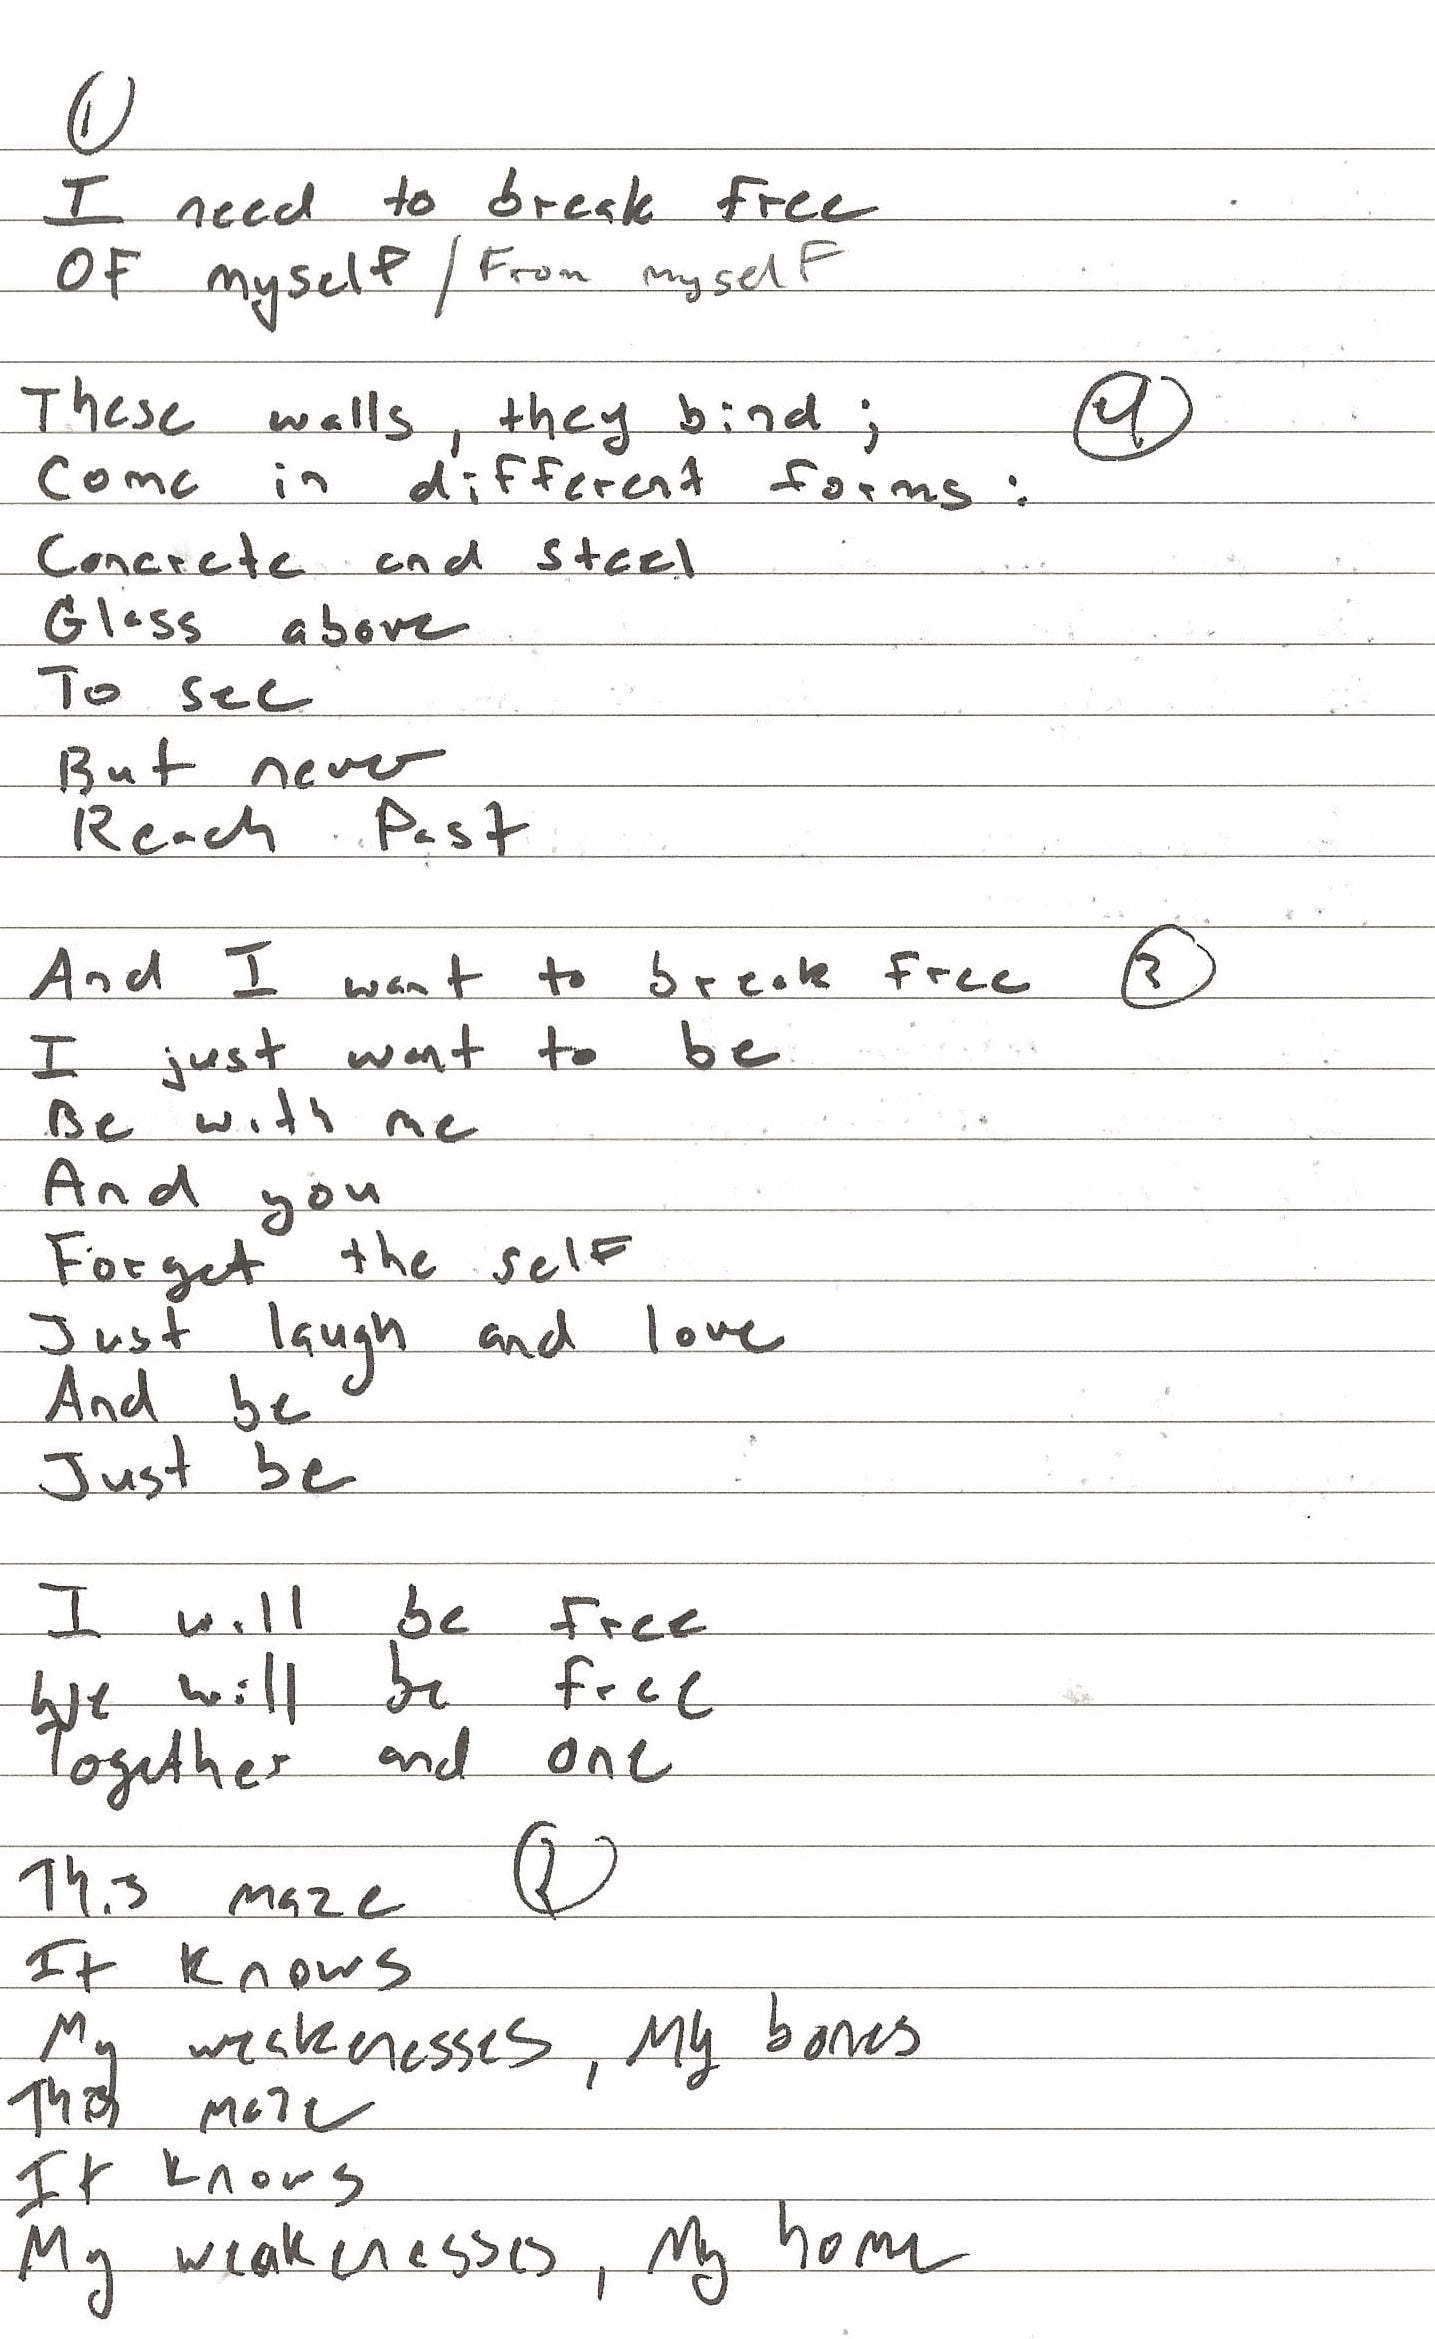 1
I need to break free
OF myself / From myself
These walls, they bind; 4
Come in different forms:
Concrete and steel
Glass above
To see
But never
Reach Past
And I want to break free 3
I just want to be
Be with me
And you
Forget the self
Just laugh and love
And be
Just be
I will be free
We will be free
Together and one
This maze 2
It knows
My weaknesses, My bones
This maze
It knows
My weaknesses, My home